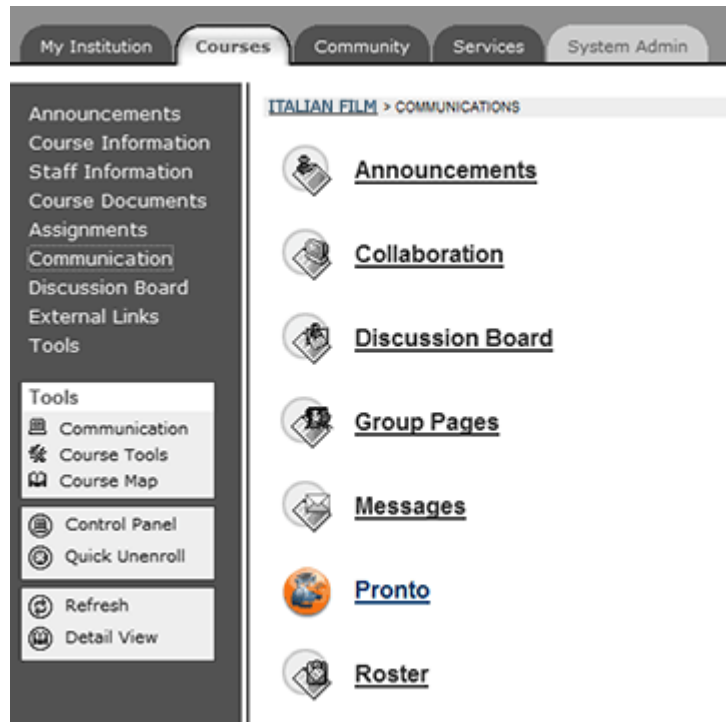 My Institution Courses Community Services System Admin
Announcements
Course Information
Staff Information
Course Documents
Assignments
Communication
Discussion Board
External Links
Tools
Tools
Communication
Course Tools
Course Map
Control Panel
Quick Unenroll
Refresh
Detail View
ITALIAN FILM > COMMUNICATIONS
Announcements
Collaboration
Discussion Board
Group Pages
Messages
Pronto
Roster